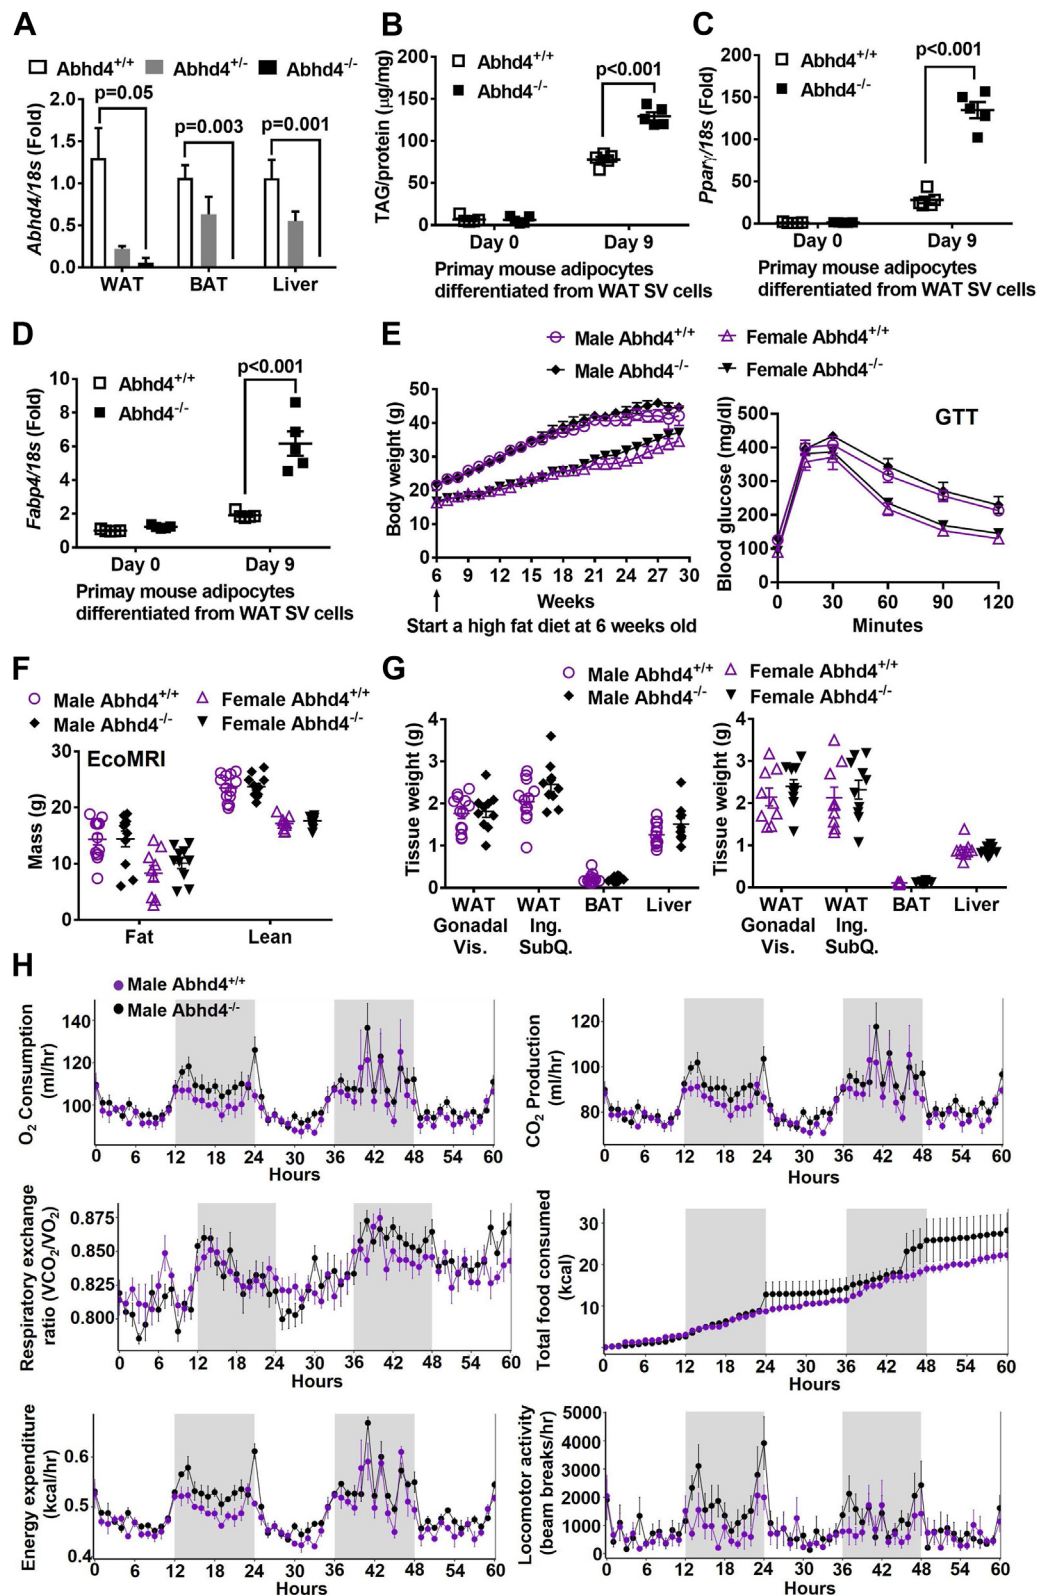 A
Abhd4+/+ Abhd4+/- Abhd4-/-
Abhd4/18s (Fold)
2.0
1.5
1.0
0.5
0.0
p=0.05
p=0.003
p=0.001
WAT BAT Liver
B
TAG/protein (µg/mg)
200
150
100
50
0
Abhd4+/+
Abhd4-/-
p<0.001
Day 0 Day 9
Primay mouse adipocytes
differentiated from WAT SV cells
C
Pparγ/18s (Fold)
200
150
100
50
0
Abhd4+/+
Abhd4-/-
p<0.001
Day 0 Day 9
Primay mouse adipocytes
differentiated from WAT SV cells
D
Fabp4/18s (Fold)
10
8
6
4
2
0
Abhd4+/+
Abhd4-/-
p<0.001
Day 0 Day 9
Primay mouse adipocytes
differentiated from WAT SV cells
E
Male Abhd4+/+ Female Abhd4+/+
Male Abhd4-/- Female Abhd4-/-
Body weight (g)
50
40
30
20
10
0
6 9 12 15 18 21 24 27 30
Weeks
Start a high fat diet at 6 weeks old
GTT
Blood glucose (mg/dl)
500
400
300
200
100
0
0 30 60 90 120
Minutes
F
Male Abhd4+/+ Female Abhd4+/+
Male Abhd4-/- Female Abhd4-/-
EcoMRI
Mass (g)
30
20
10
0
Fat Lean
G
Male Abhd4+/+ Female Abhd4+/+
Male Abhd4-/- Female Abhd4-/-
Tissue weight (g)
4
3
2
1
0
WAT WAT BAT Liver
Gonadal Ing.
Vis. SubQ.
Tissue weight (g)
4
3
2
1
0
WAT WAT BAT Liver
Gonadal Ing.
Vis. SubQ.
H
Male Abhd4+/+
Male Abhd4-/-
O2 Consumption
(ml/hr)
140
120
100
0 6 12 18 24 30 36 42 48 54 60
Hours
CO2 Production
(ml/hr)
120
100
80
0 6 12 18 24 30 36 42 48 54 60
Hours
Respiratory exchange
ratio (VCO2/VO2)
0.875
0.850
0.825
0.800
0 6 12 18 24 30 36 42 48 54 60
Hours
Total food consumed
(kcal)
30
20
10
0
0 6 12 18 24 30 36 42 48 54 60
Hours
Energy expenditure
(kcal/hr)
0.6
0.5
0.4
0 6 12 18 24 30 36 42 48 54 60
Hours
Locomotor activity
(beam breaks/hr)
5000
4000
3000
2000
1000
0
0 6 12 18 24 30 36 42 48 54 60
Hours